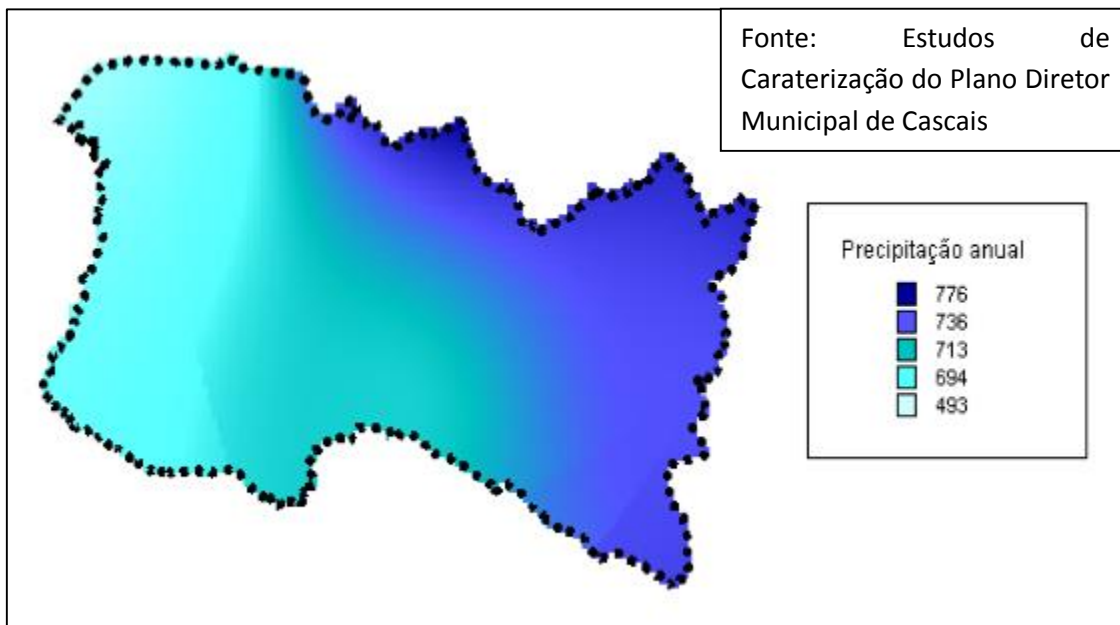 Fonte: Estudos de
Caraterização do Plano Diretor
Municipal de Cascais
Precipitação anual
776
736
713
694
493